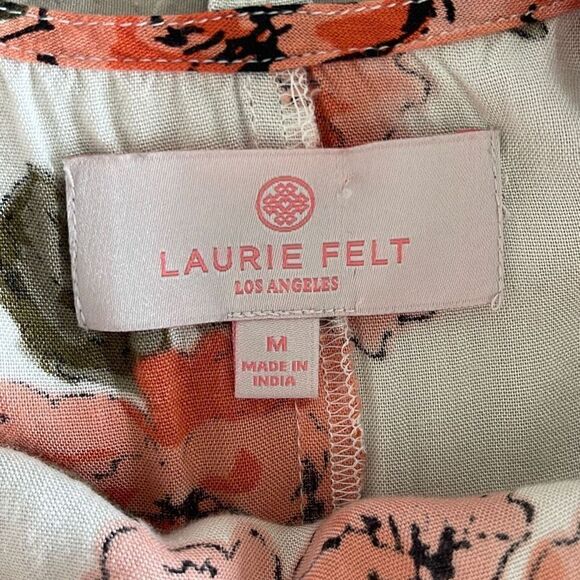 LAURIE FELT
LOS ANGELES
M
MADE IN
INDIA